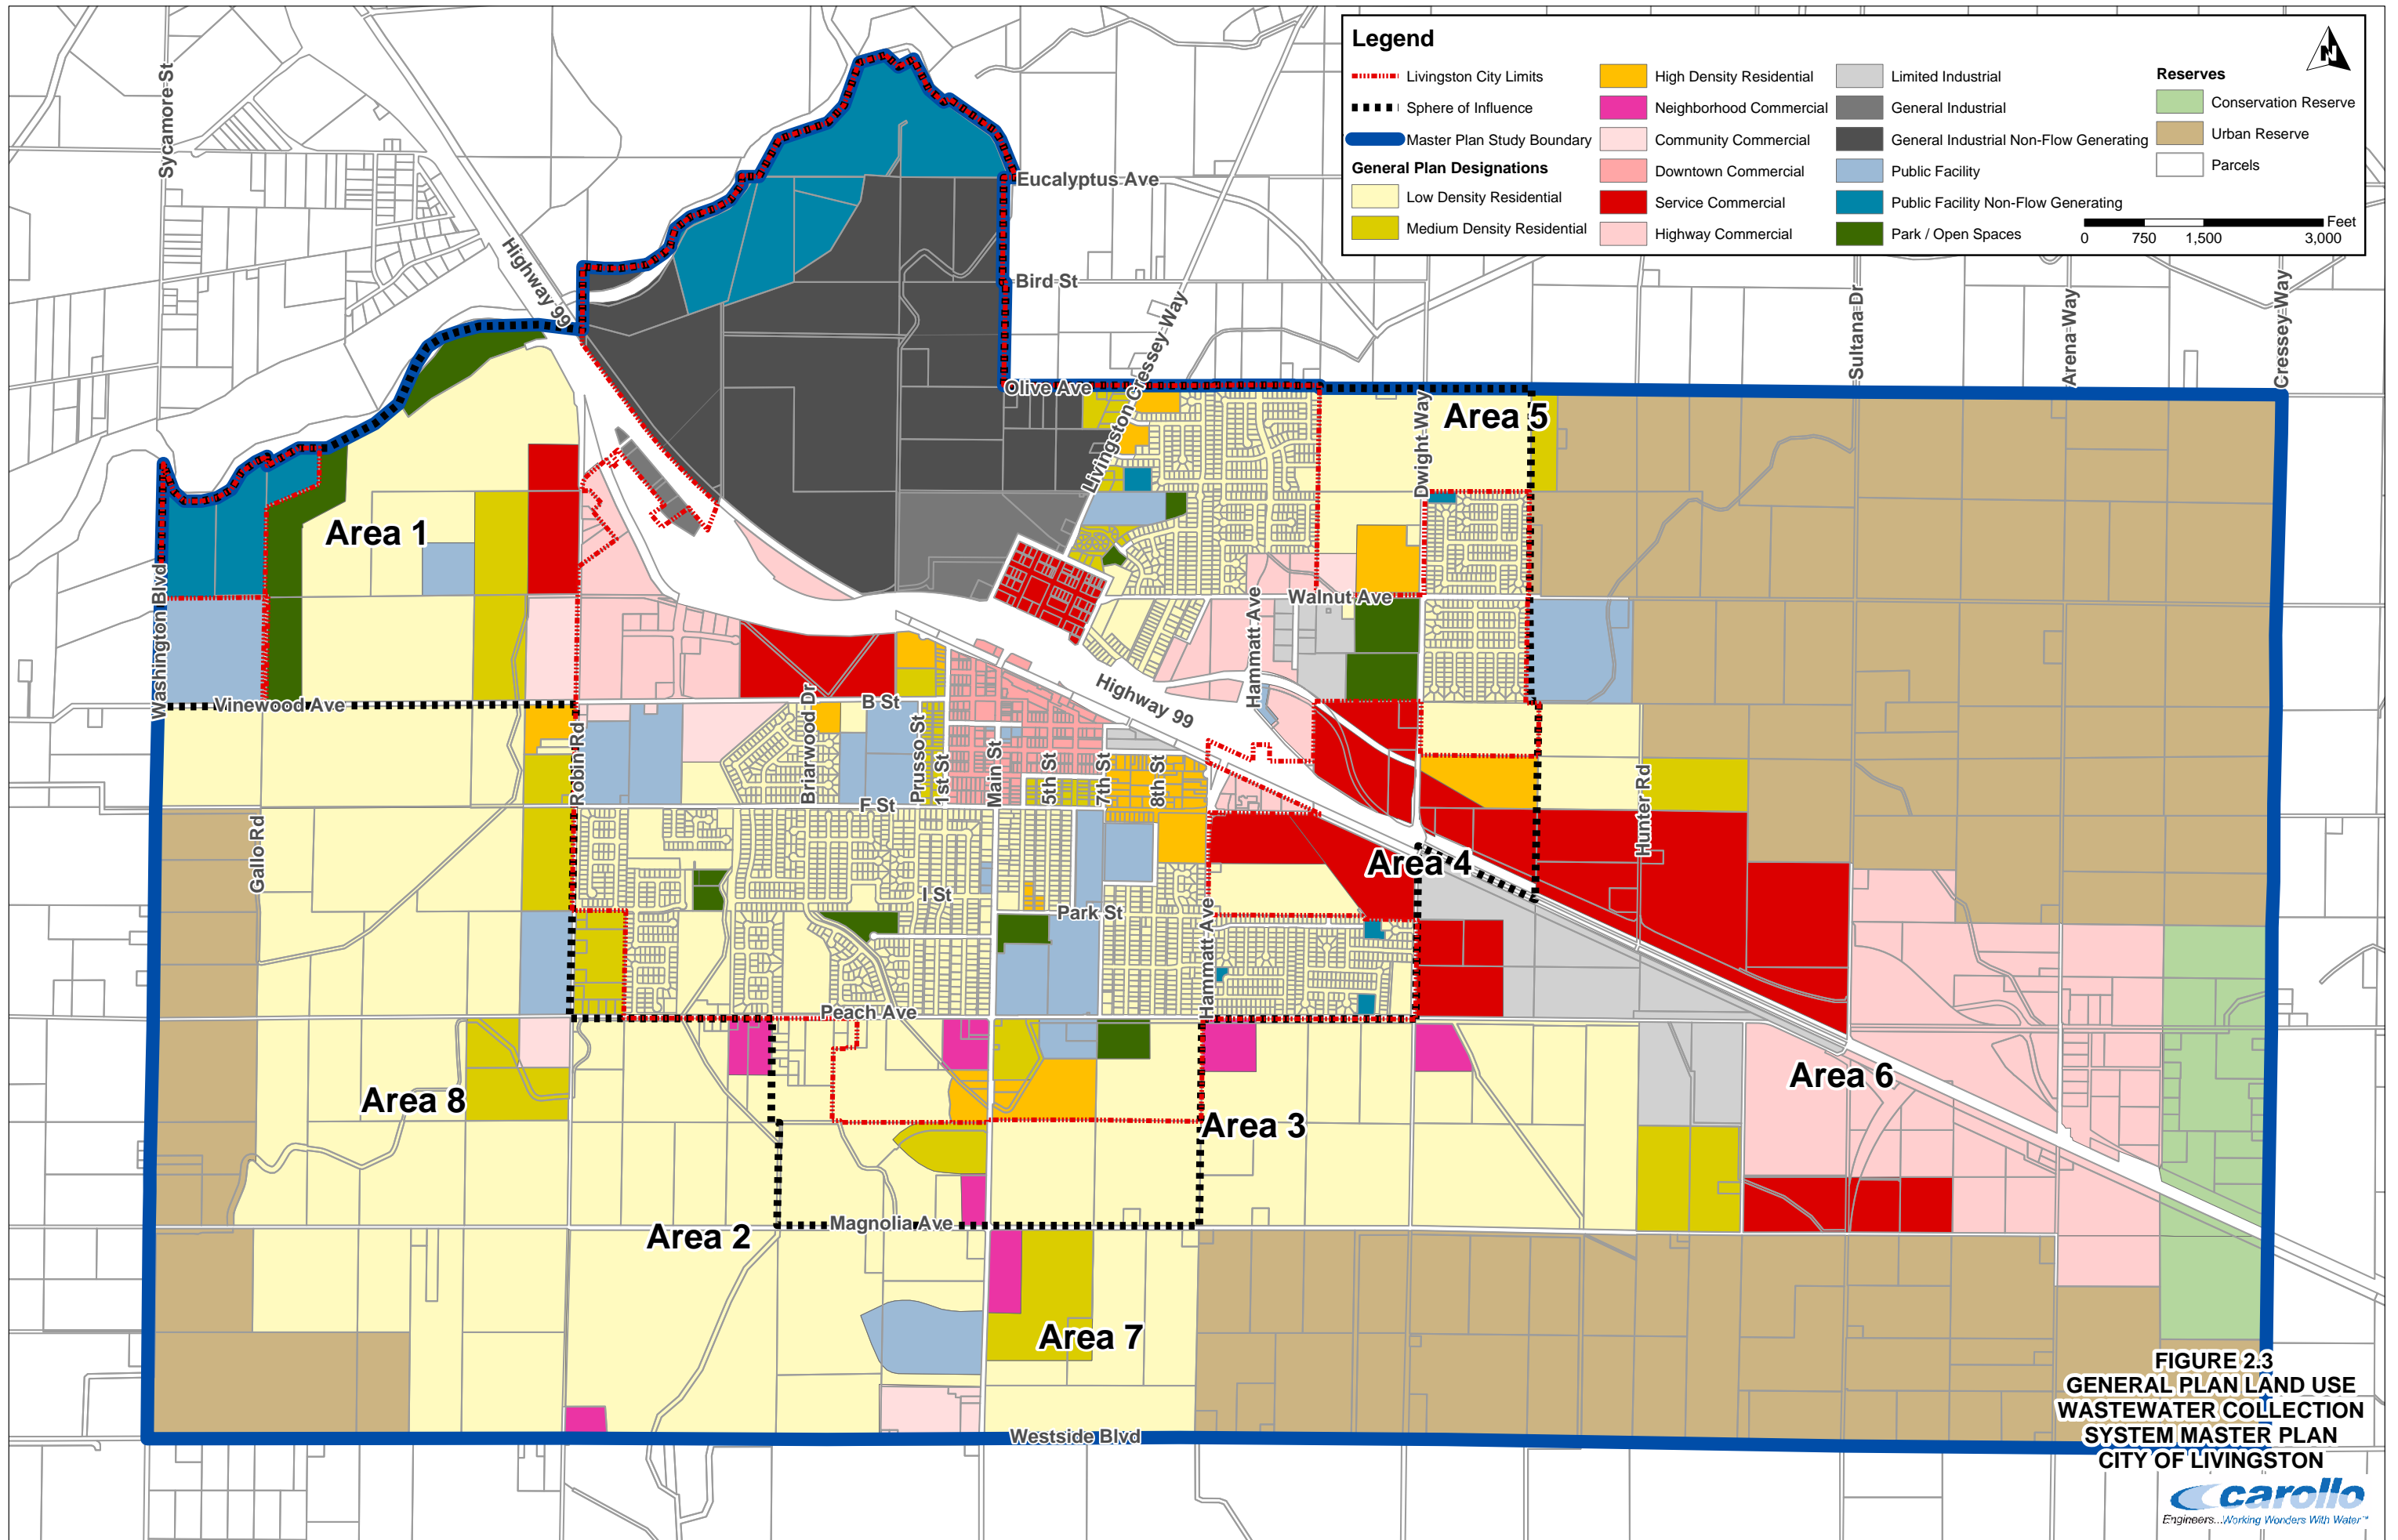 Legend
Livingston City Limits
Sphere of Influence
Master Plan Study Boundary
General Plan Designations
Low Density Residential
Medium Density Residential
High Density Residential
Neighborhood Commercial
Community Commercial
Downtown Commercial
Service Commercial
Highway Commercial
Limited Industrial
General Industrial
General Industrial Non-Flow Generating
Public Facility
Public Facility Non-Flow Generating
Park / Open Spaces
Reserves
Conservation Reserve
Urban Reserve
Parcels
N
Feet
0 750 1,500 3,000
Sycamore St
Highway 99
Eucalyptus Ave
Bird St
Livingston Cressey Way
Olive Ave
Sultana Dr
Arena Way
Cressey Way
Dwight Way
Area 5
Area 1
Washington Blvd
Walnut Ave
Hammatt Ave
Vinewood Ave
B St
Highway 99
Robin Rd
Briarwood Dr
Prusso St
1st St
Main St
5th St
7th St
8th St
F St
Gallo Rd
Hunter Rd
Area 4
I St
Park St
Hammatt Ave
Peach Ave
Area 6
Area 8
Area 3
Magnolia Ave
Area 2
Area 7
Westside Blvd
FIGURE 2.3
GENERAL PLAN LAND USE
WASTEWATER COLLECTION
SYSTEM MASTER PLAN
CITY OF LIVINGSTON
carollo
Engineers...Working Wonders With Water™